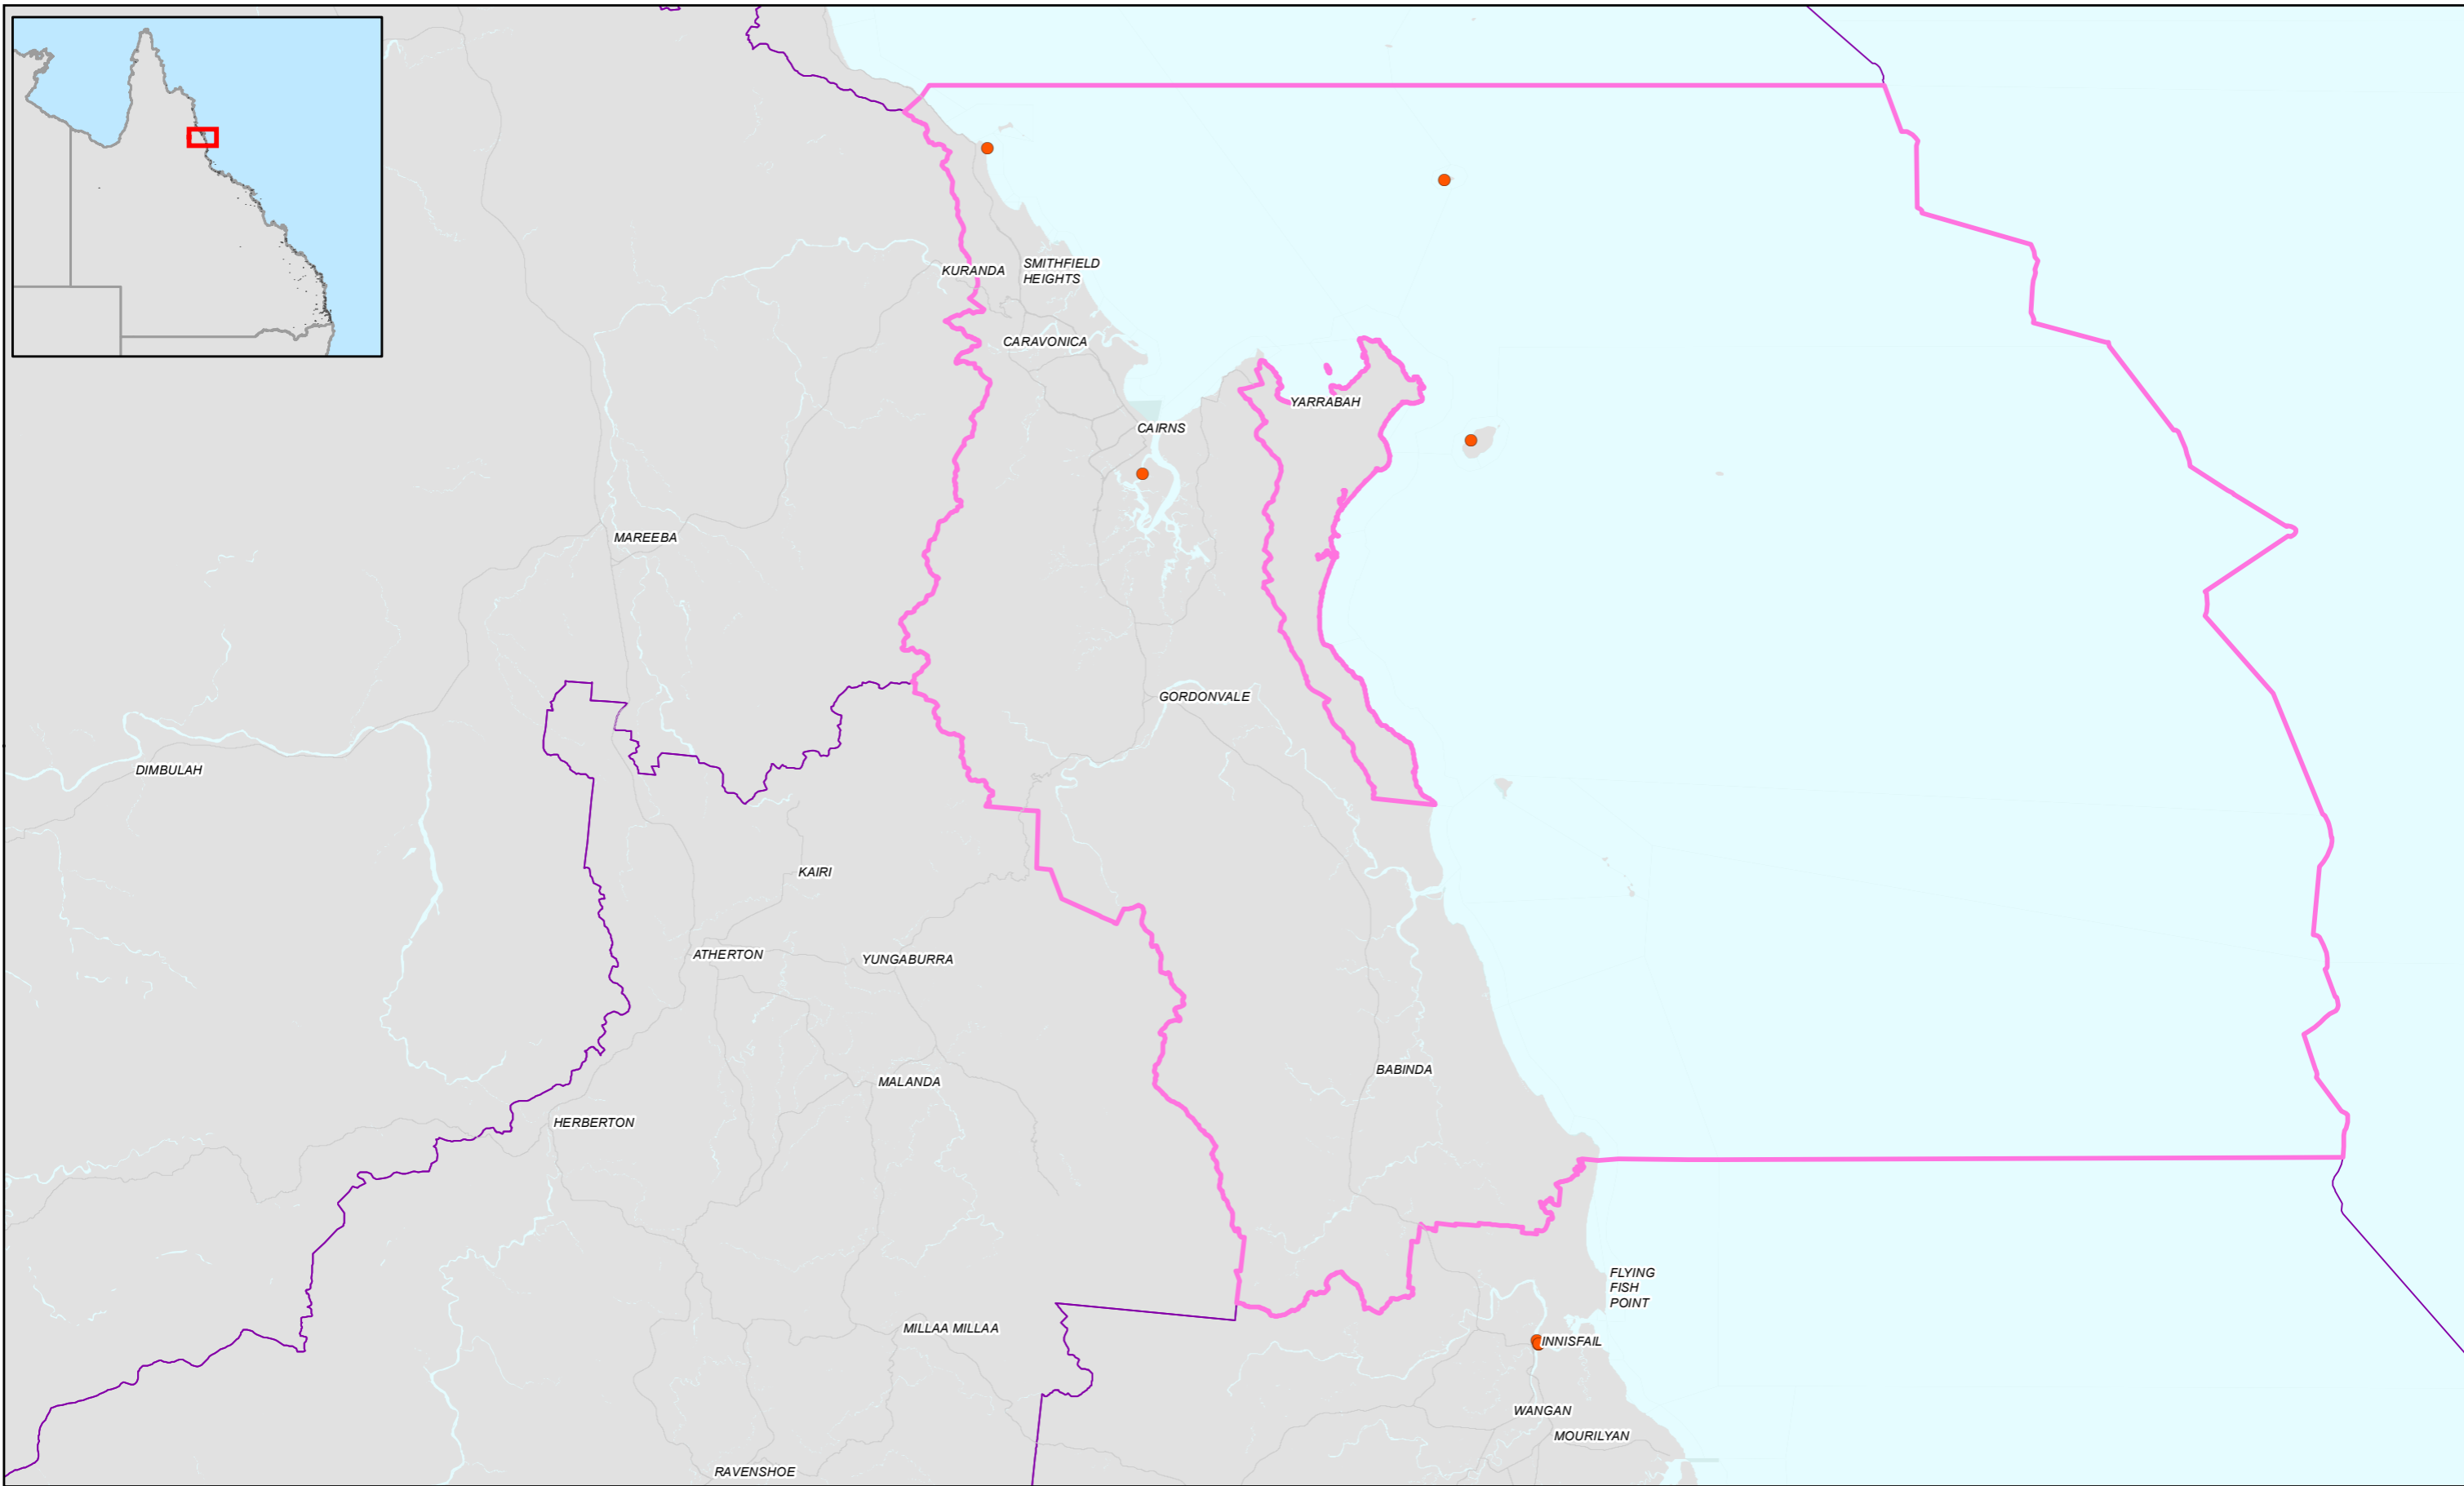 KURANDA
SMITHFIELD
HEIGHTS
CARAVONICA
YARRABAH
CAIRNS
MAREEBA
GORDONVALE
DIMBULAH
KAIRI
ATHERTON
YUNGABURRA
BABINDA
MALANDA
HERBERTON
FLYING
FISH
POINT
MILLAA MILLAA
INNISFAIL
WANGAN
MOURILYAN
RAVENSHOE